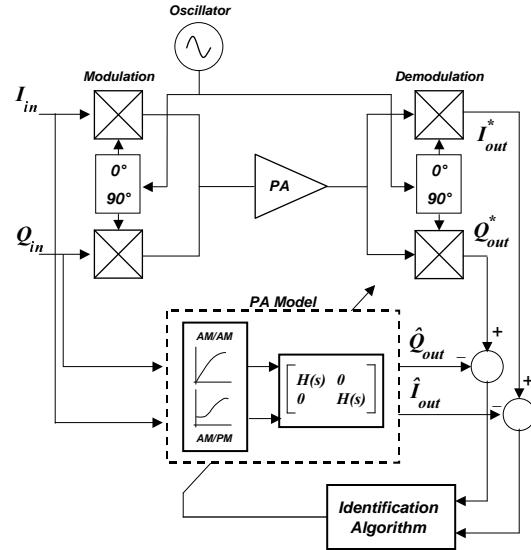 Oscillator
Modulation
Demodulation
I_in
I*_out
0°
90°
PA
0°
90°
Q_in
Q*_out
PA Model
AM/AM
AM/PM
H(s) 0
0 H(s)
Q̂_out
+
−
Î_out
+
−
Identification
Algorithm